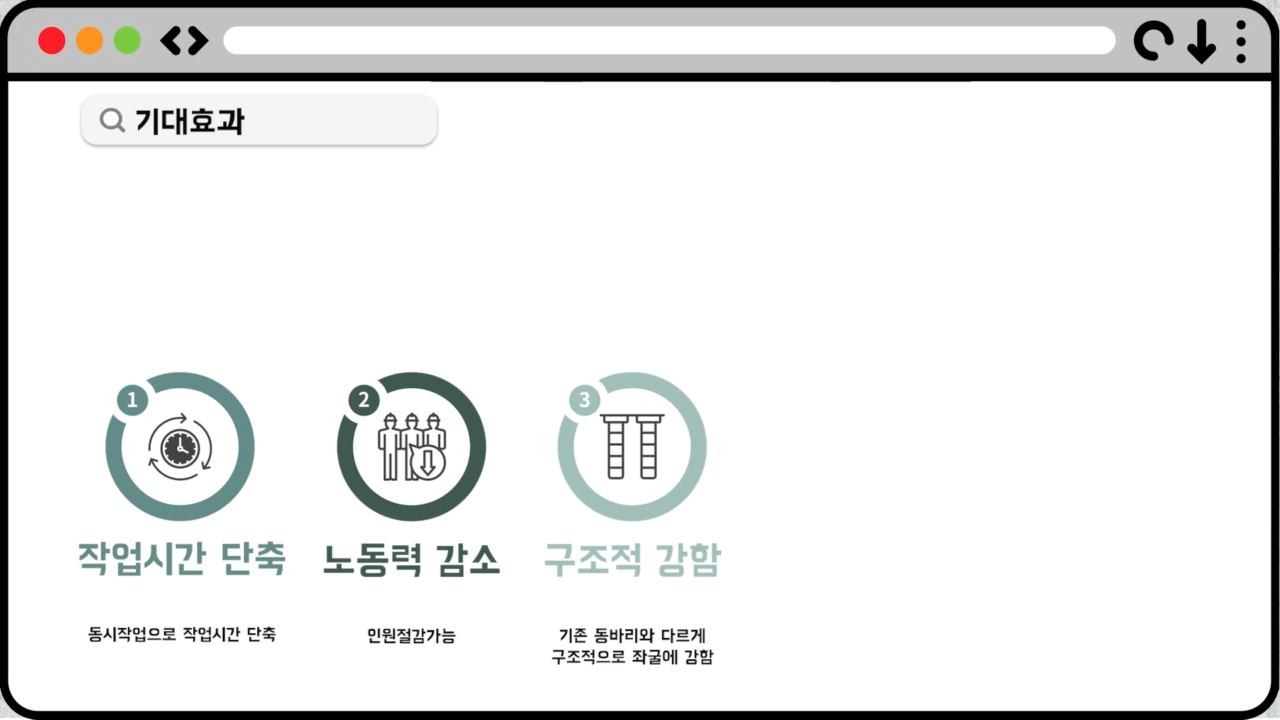 기대효과
1
2
3
작업시간 단축
노동력 감소
구조적 강함
동시작업으로 작업시간 단축
인원절감가능
기존 동바리와 다르게
구조적으로 좌굴에 강함